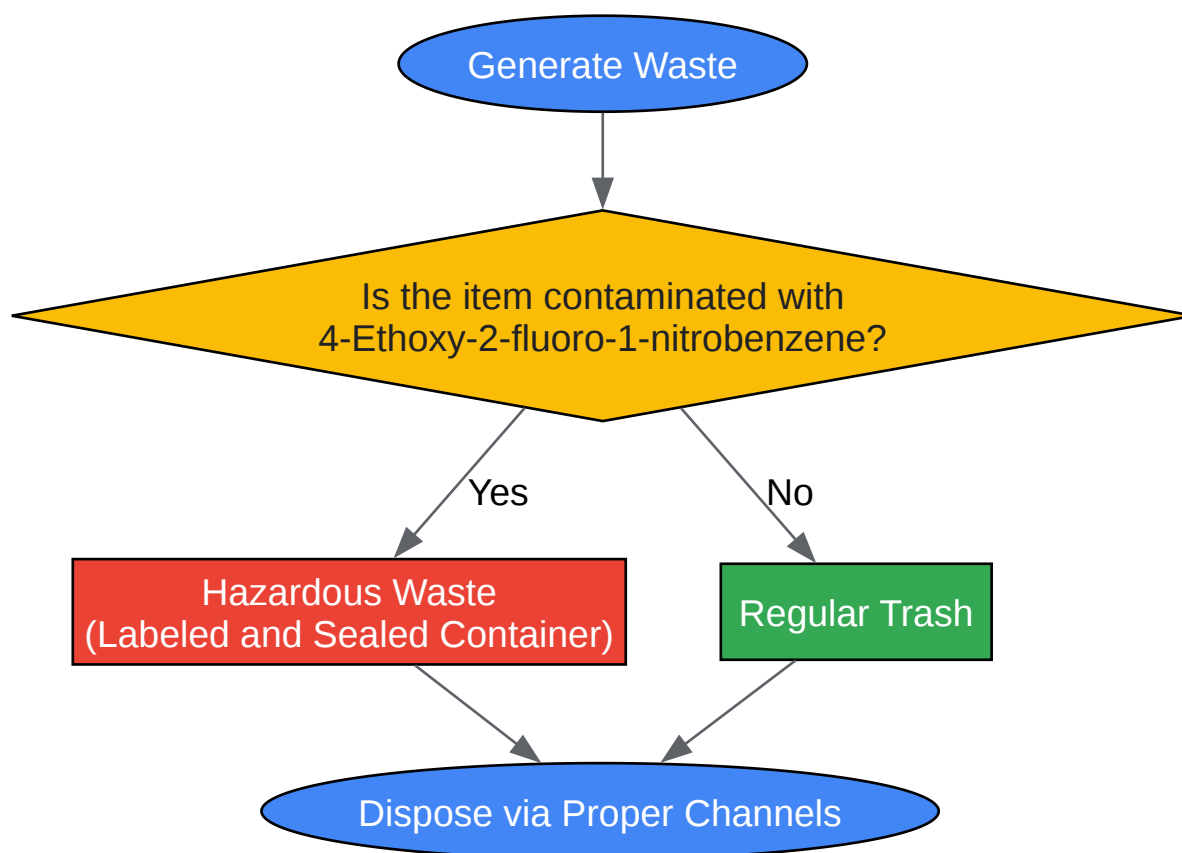 Generate Waste
Is the item contaminated with
4-Ethoxy-2-fluoro-1-nitrobenzene?
Yes
No
Hazardous Waste
(Labeled and Sealed Container)
Regular Trash
Dispose via Proper Channels